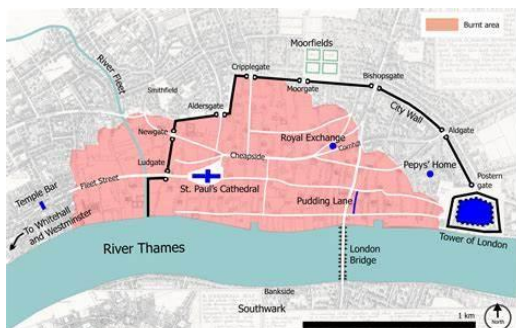 Burnt area
Moorfields
River Fleet
Cripplegate
Bishopsgate
Smithfield
Moorgate
Aldersgate
City Wall
Newgate
Royal Exchange
Cornhill
Aldgate
Ludgate
Cheapside
Pepys' Home
Postern
gate
Temple Bar
Fleet Street
St. Paul's Cathedral
Pudding Lane
To Whitehall
and Westminster
Tower of London
River Thames
London
Bridge
Bankside
Southwark
1 km
North